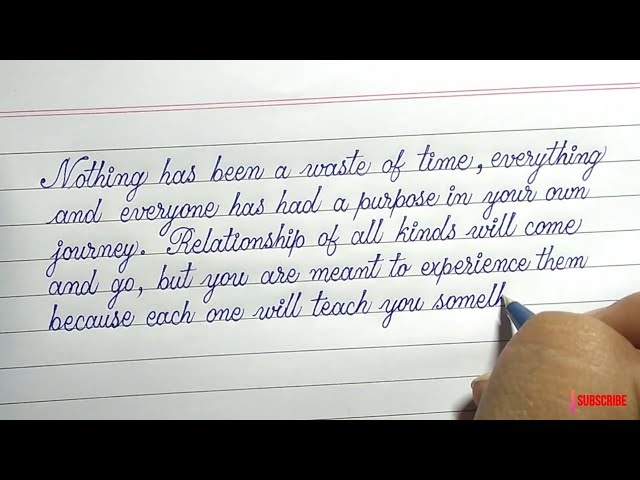 Nothing has been a waste of time, everything
and everyone has had a purpose in your own
journey. Relationship of all kinds will come
and go, but you are meant to experience them
because each one will teach you someth
SUBSCRIBE